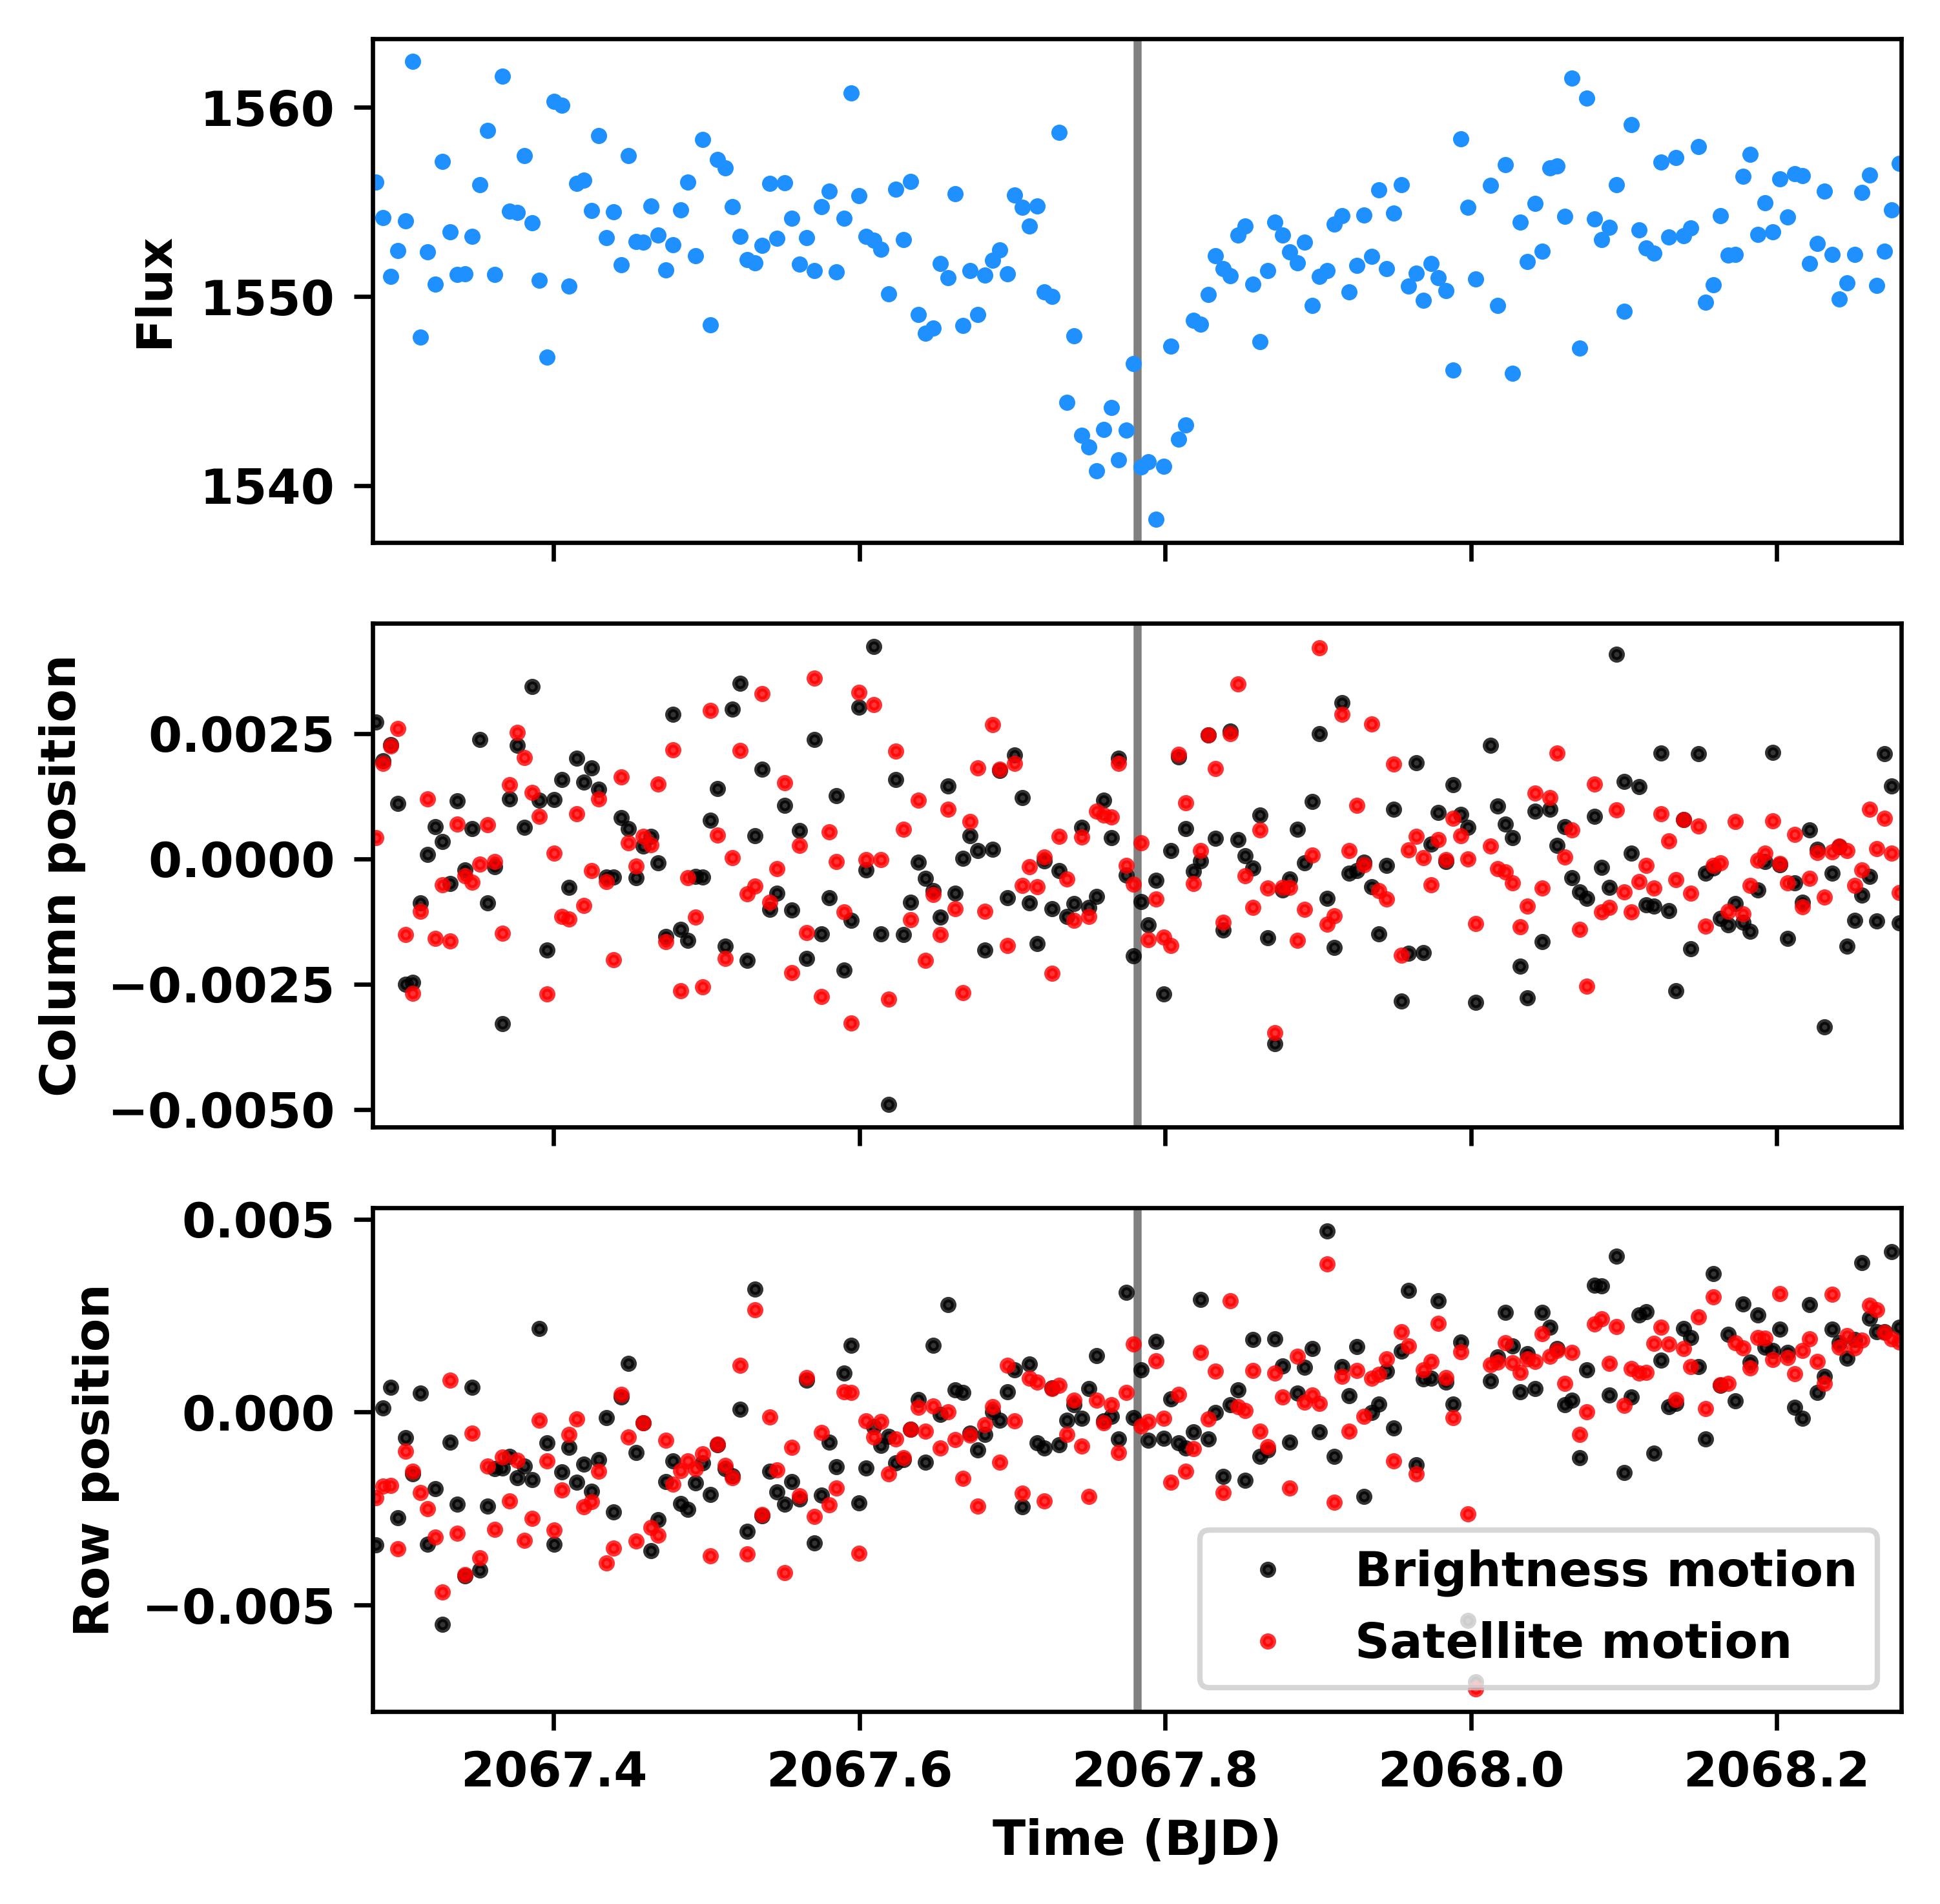 Flux
1560
1550
1540
Column position
0.0025
0.0000
−0.0025
−0.0050
Row position
0.005
0.000
−0.005
Brightness motion
Satellite motion
2067.4 2067.6 2067.8 2068.0 2068.2
Time (BJD)